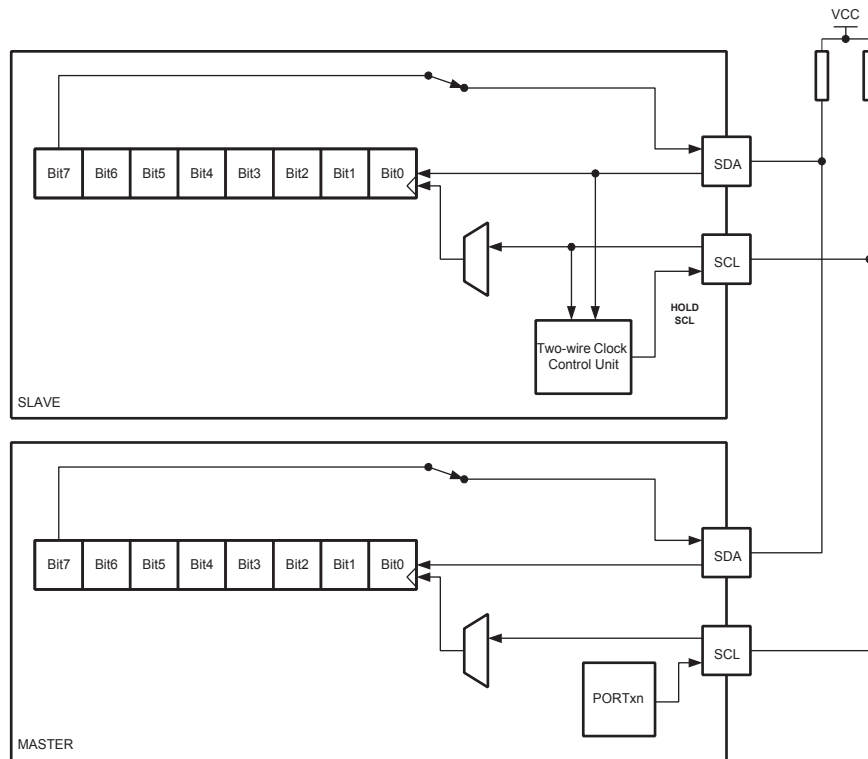 VCC
Bit7 Bit6 Bit5 Bit4 Bit3 Bit2 Bit1 Bit0
SDA
SCL
HOLD
SCL
Two-wire Clock
Control Unit
SLAVE
Bit7 Bit6 Bit5 Bit4 Bit3 Bit2 Bit1 Bit0
SDA
SCL
PORTxn
MASTER